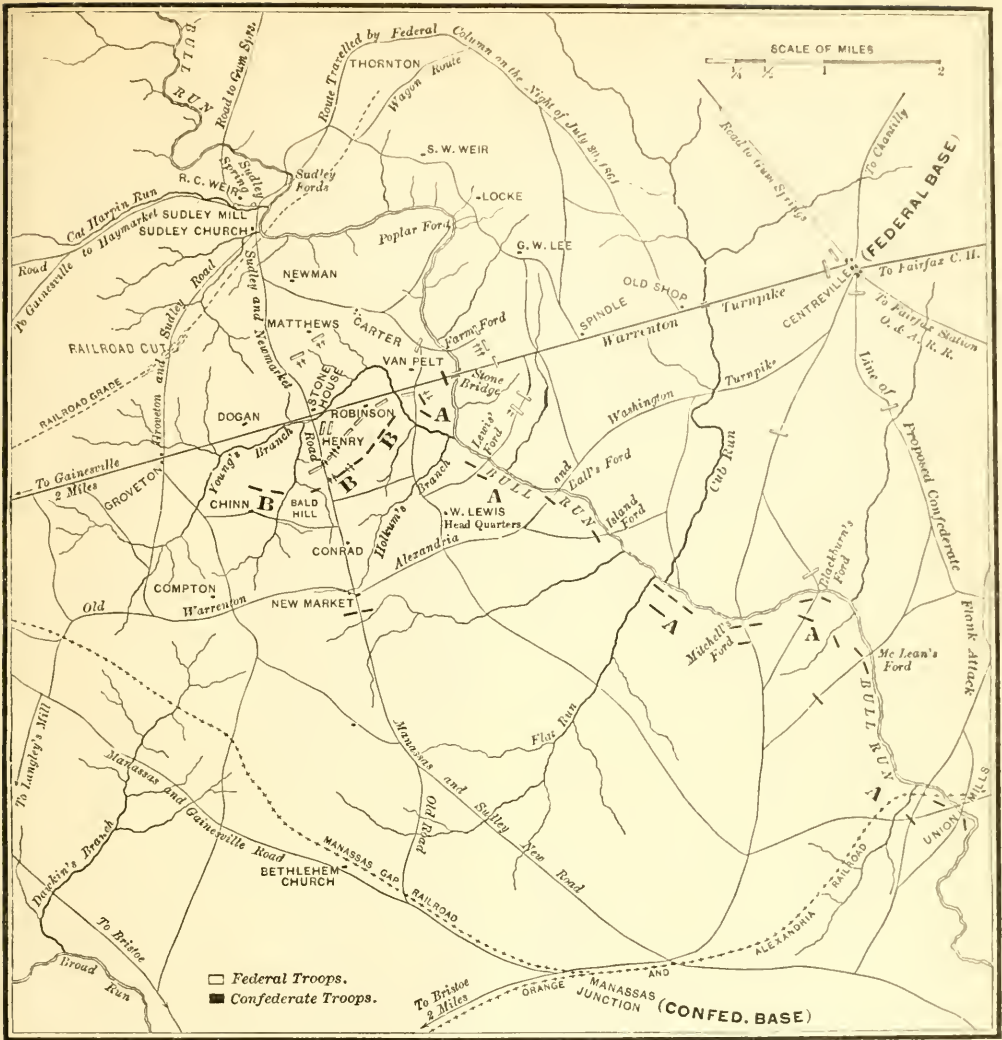 SCALE OF MILES
¼ ½ 1 2
BULL RUN
Road to Gum Sprs.
Route Travelled by Federal Column on the Night of July 20, 1861
THORNTON
Wagon Route
S. W. WEIR
LOCKE
Road to Gum Springs
To Chantilly
(FEDERAL BASE)
R. C. WEIR
Sudley Spring
Sudley Fords
Cat Harpin Run
Road to Haymarket
To Gainesville
SUDLEY MILL
SUDLEY CHURCH
Poplar Ford
G. W. LEE
NEWMAN
OLD SHOP
SPINDLE
Warrenton Turnpike
CENTREVILLE
To Fairfax C. H.
To Fairfax Station
O. & A. R. R.
Sudley and Newmarket Road
MATTHEWS
CARTER
Farm Ford
VAN PELT
Stone Bridge
RAILROAD CUT
RAILROAD GRADE
Groveton and Sudley Road
STONE HOUSE
DOGAN
ROBINSON
HENRY
A
B
B
Lewis' Ford
Washington Turnpike
Line of Proposed Confederate Flank Attack
To Gainesville
2 Miles
GROVETON
Young's Branch
CHINN
B
BALD HILL
Holkum's Branch
A
BULL RUN
and
Ball's Ford
Island Ford
Cub Run
W. LEWIS
Head Quarters
CONRAD
Alexandria
COMPTON
Old Warrenton
NEW MARKET
Mitchell's Ford
A
A
Blackburn's Ford
Mc Lean's Ford
BULL RUN
A
UNION MILLS
To Langley's Mill
Manassas and Gainesville Road
Flat Run
Manassas and Sudley New Road
Old Road
Dawkin's Branch
BETHLEHEM CHURCH
MANASSAS GAP RAILROAD
To Bristoe
Broad Run
Federal Troops.
Confederate Troops.
To Bristoe
2 Miles
ORANGE AND ALEXANDRIA RAILROAD
MANASSAS JUNCTION
(CONFED. BASE)